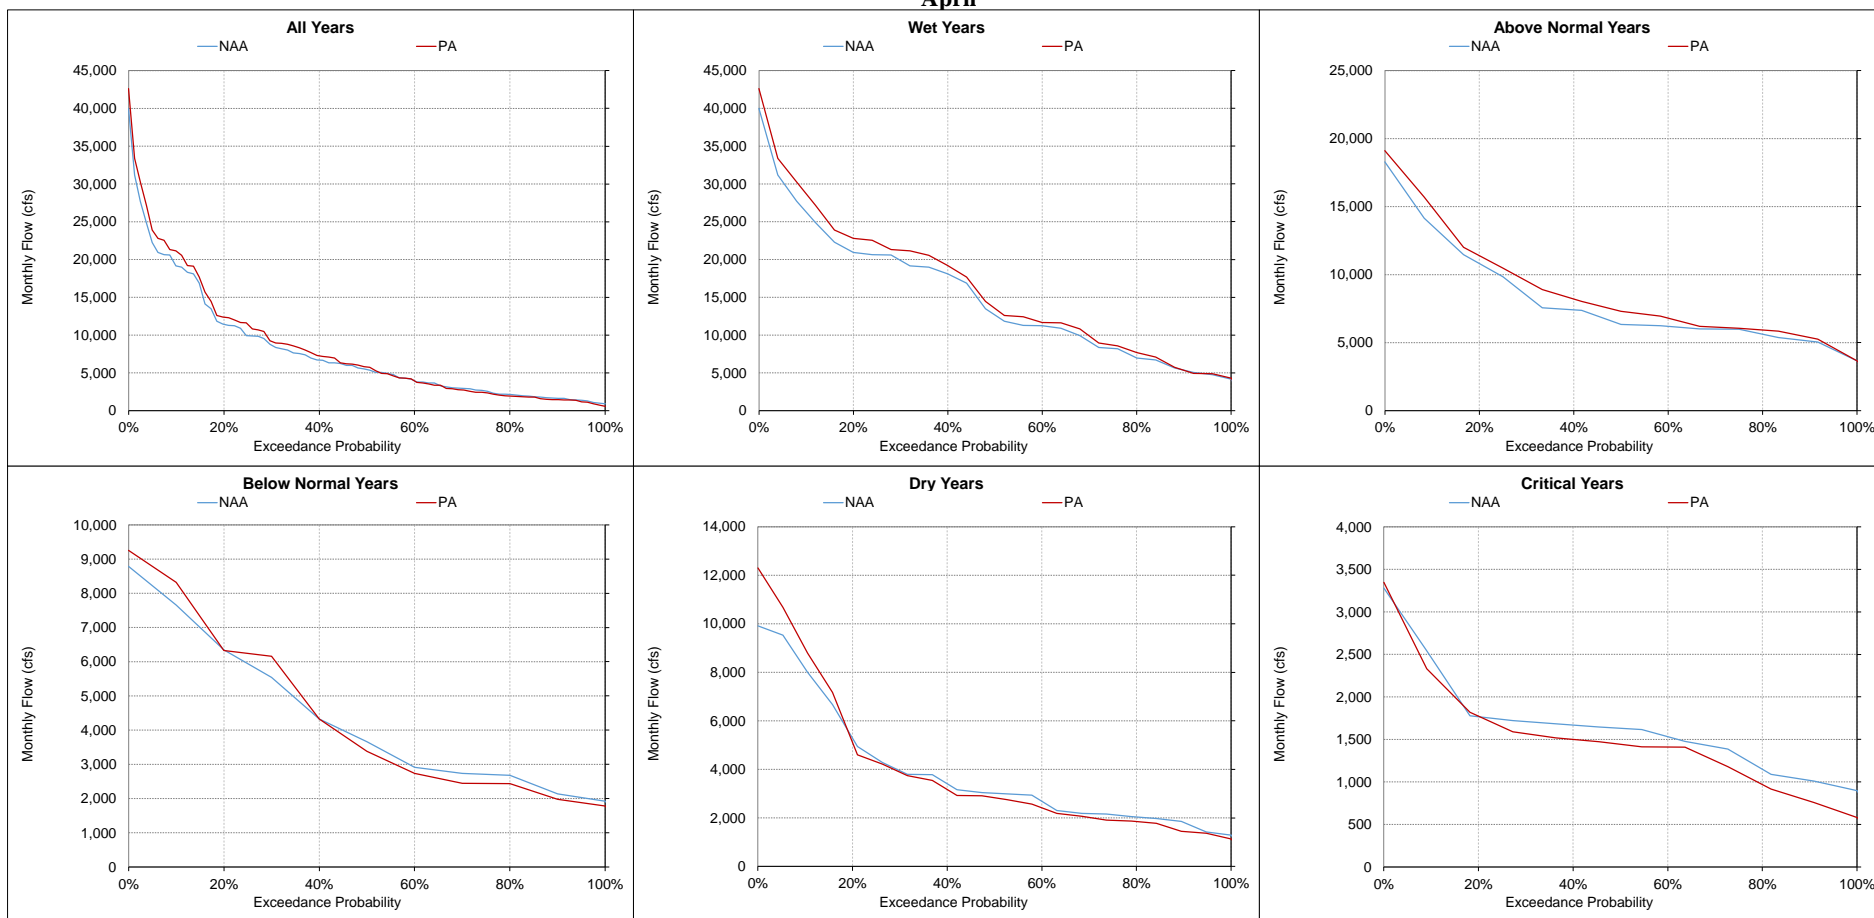 April
All Years
NAA PA
45,000
40,000
35,000
30,000
25,000
20,000
15,000
10,000
5,000
0
Monthly Flow (cfs)
0% 20% 40% 60% 80% 100%
Exceedance Probability
Wet Years
NAA PA
45,000
40,000
35,000
30,000
25,000
20,000
15,000
10,000
5,000
0
Monthly Flow (cfs)
0% 20% 40% 60% 80% 100%
Exceedance Probability
Above Normal Years
NAA PA
25,000
20,000
15,000
10,000
5,000
0
Monthly Flow (cfs)
0% 20% 40% 60% 80% 100%
Exceedance Probability
Below Normal Years
NAA PA
10,000
9,000
8,000
7,000
6,000
5,000
4,000
3,000
2,000
1,000
0
Monthly Flow (cfs)
0% 20% 40% 60% 80% 100%
Exceedance Probability
Dry Years
NAA PA
14,000
12,000
10,000
8,000
6,000
4,000
2,000
0
Monthly Flow (cfs)
0% 20% 40% 60% 80% 100%
Exceedance Probability
Critical Years
NAA PA
4,000
3,500
3,000
2,500
2,000
1,500
1,000
500
0
Monthly Flow (cfs)
0% 20% 40% 60% 80% 100%
Exceedance Probability